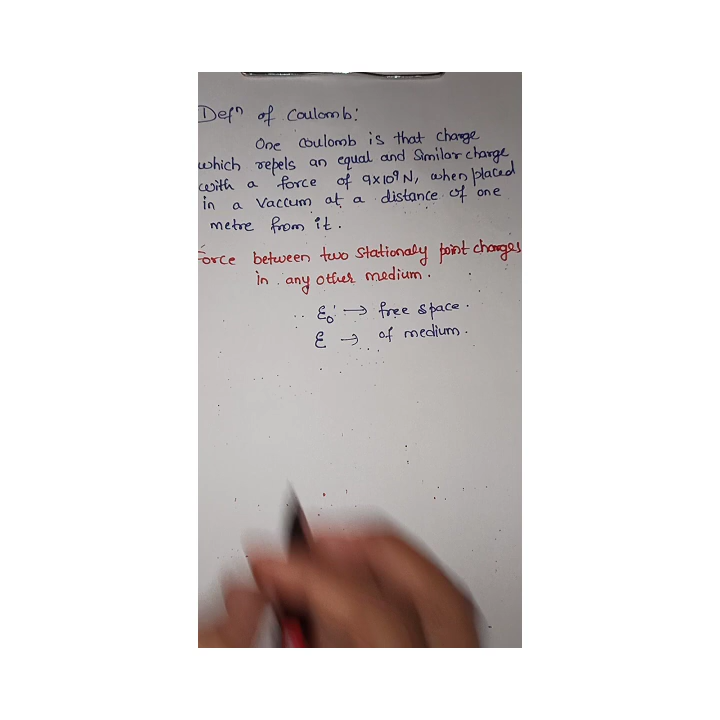 Defⁿ of Coulomb:
One coulomb is that charge
which repels an equal and similar charge
with a force of 9x10⁹ N, when placed
in a vaccum at a distance of one
metre from it.
Force between two stationary point charges
in any other medium.
ε₀ → free space.
ε → of medium.